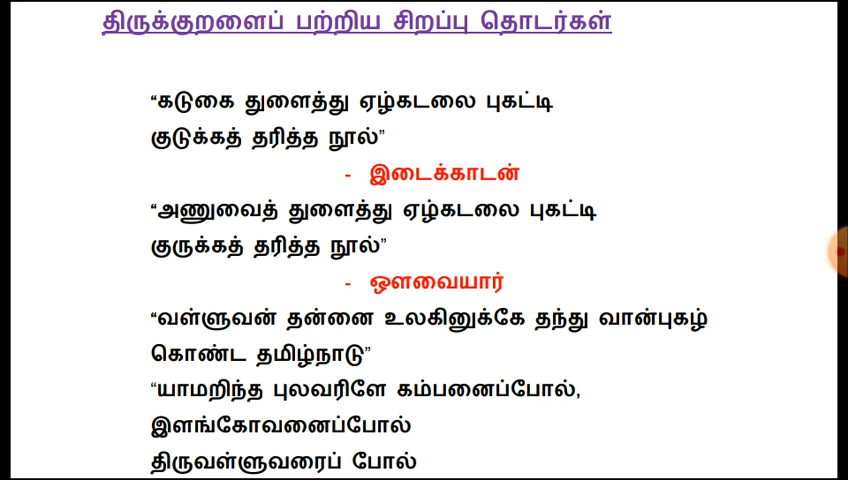 திருக்குறளைப் பற்றிய சிறப்பு தொடர்கள்
“கடுகை துளைத்து ஏழ்கடலை புகட்டி
குடுக்கத் தரித்த நூல்”
- இடைக்காடன்
“அணுவைத் துளைத்து ஏழ்கடலை புகட்டி
குருக்கத் தரித்த நூல்”
- ஔவையார்
“வள்ளுவன் தன்னை உலகினுக்கே தந்து வான்புகழ்
கொண்ட தமிழ்நாடு”
“யாமறிந்த புலவரிளே கம்பனைப்போல்,
இளங்கோவனைப்போல்
திருவள்ளுவரைப் போல்